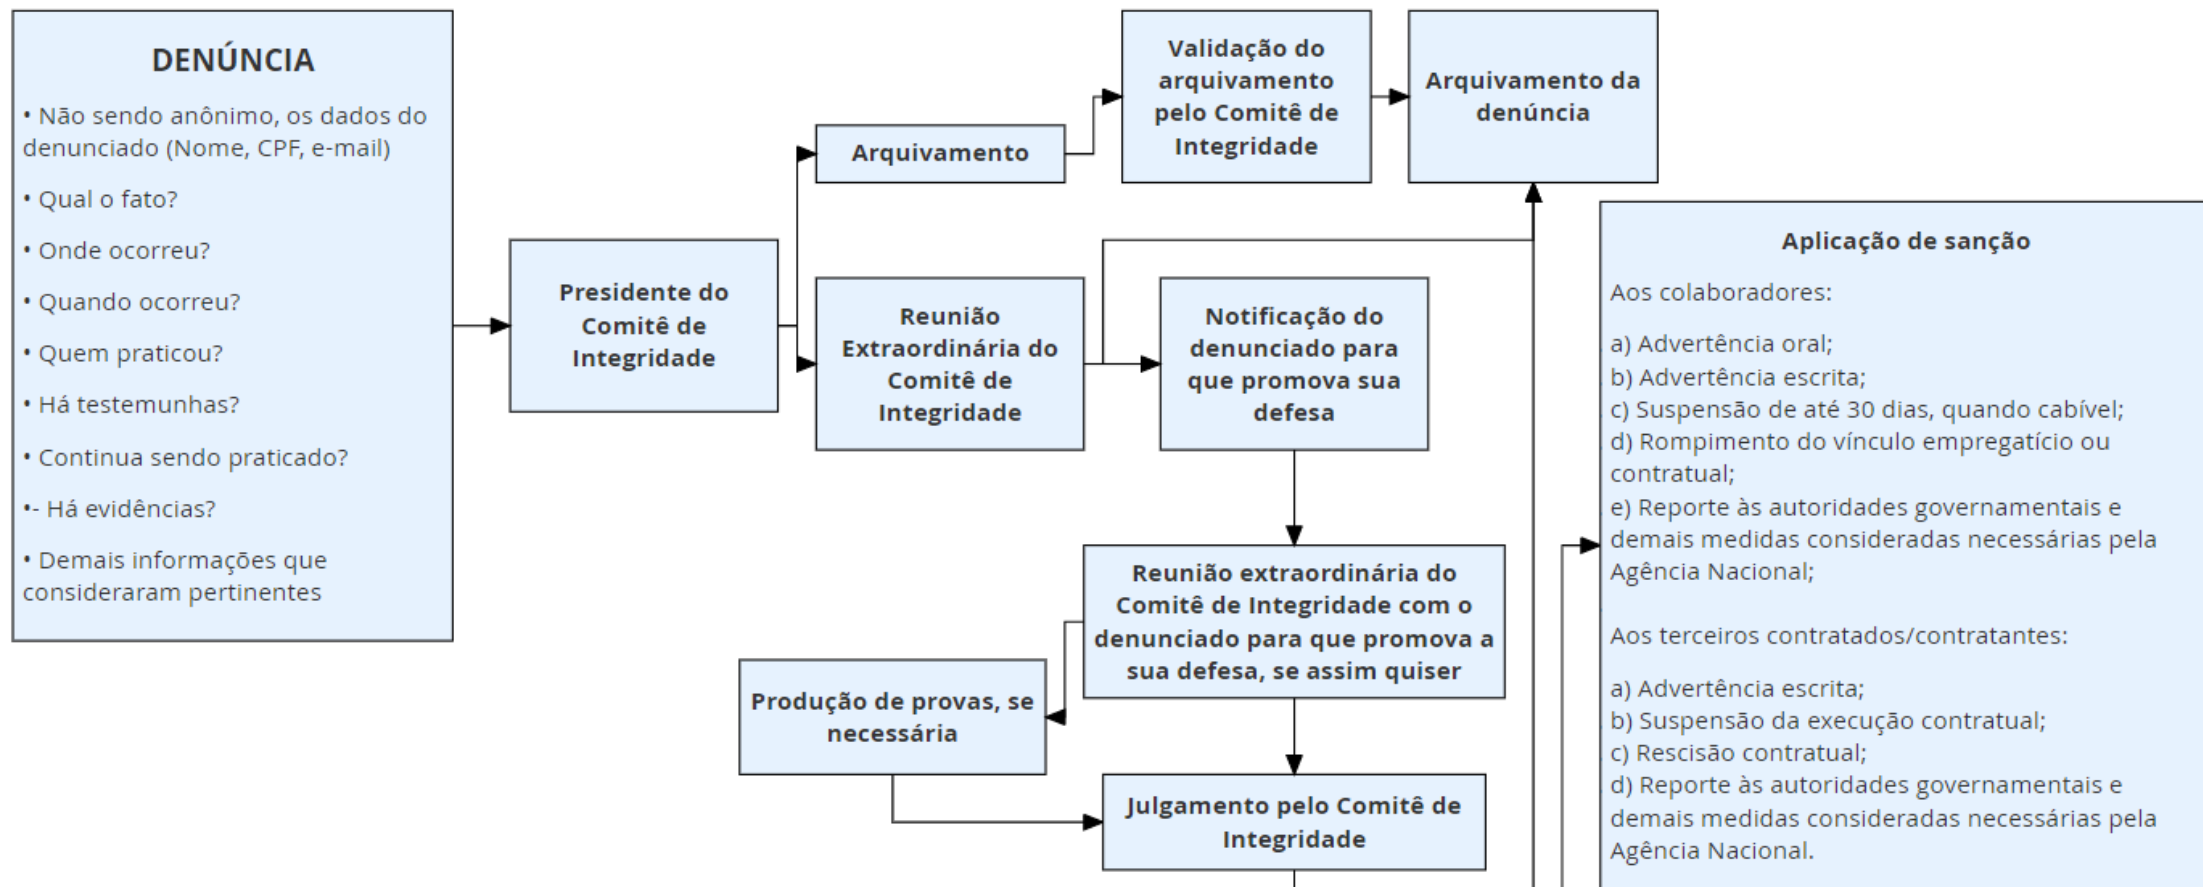 DENÚNCIA
• Não sendo anônimo, os dados do
denunciado (Nome, CPF, e-mail)
• Qual o fato?
• Onde ocorreu?
• Quando ocorreu?
• Quem praticou?
• Há testemunhas?
• Continua sendo praticado?
•- Há evidências?
• Demais informações que
consideraram pertinentes
Presidente do
Comitê de
Integridade
Arquivamento
Validação do
arquivamento
pelo Comitê de
Integridade
Arquivamento da
denúncia
Reunião
Extraordinária do
Comitê de
Integridade
Notificação do
denunciado para
que promova sua
defesa
Reunião extraordinária do
Comitê de Integridade com o
denunciado para que promova a
sua defesa, se assim quiser
Produção de provas, se
necessária
Julgamento pelo Comitê de
Integridade
Aplicação de sanção
Aos colaboradores:
a) Advertência oral;
b) Advertência escrita;
c) Suspensão de até 30 dias, quando cabível;
d) Rompimento do vínculo empregatício ou
contratual;
e) Reporte às autoridades governamentais e
demais medidas consideradas necessárias pela
Agência Nacional;
Aos terceiros contratados/contratantes:
a) Advertência escrita;
b) Suspensão da execução contratual;
c) Rescisão contratual;
d) Reporte às autoridades governamentais e
demais medidas consideradas necessárias pela
Agência Nacional.